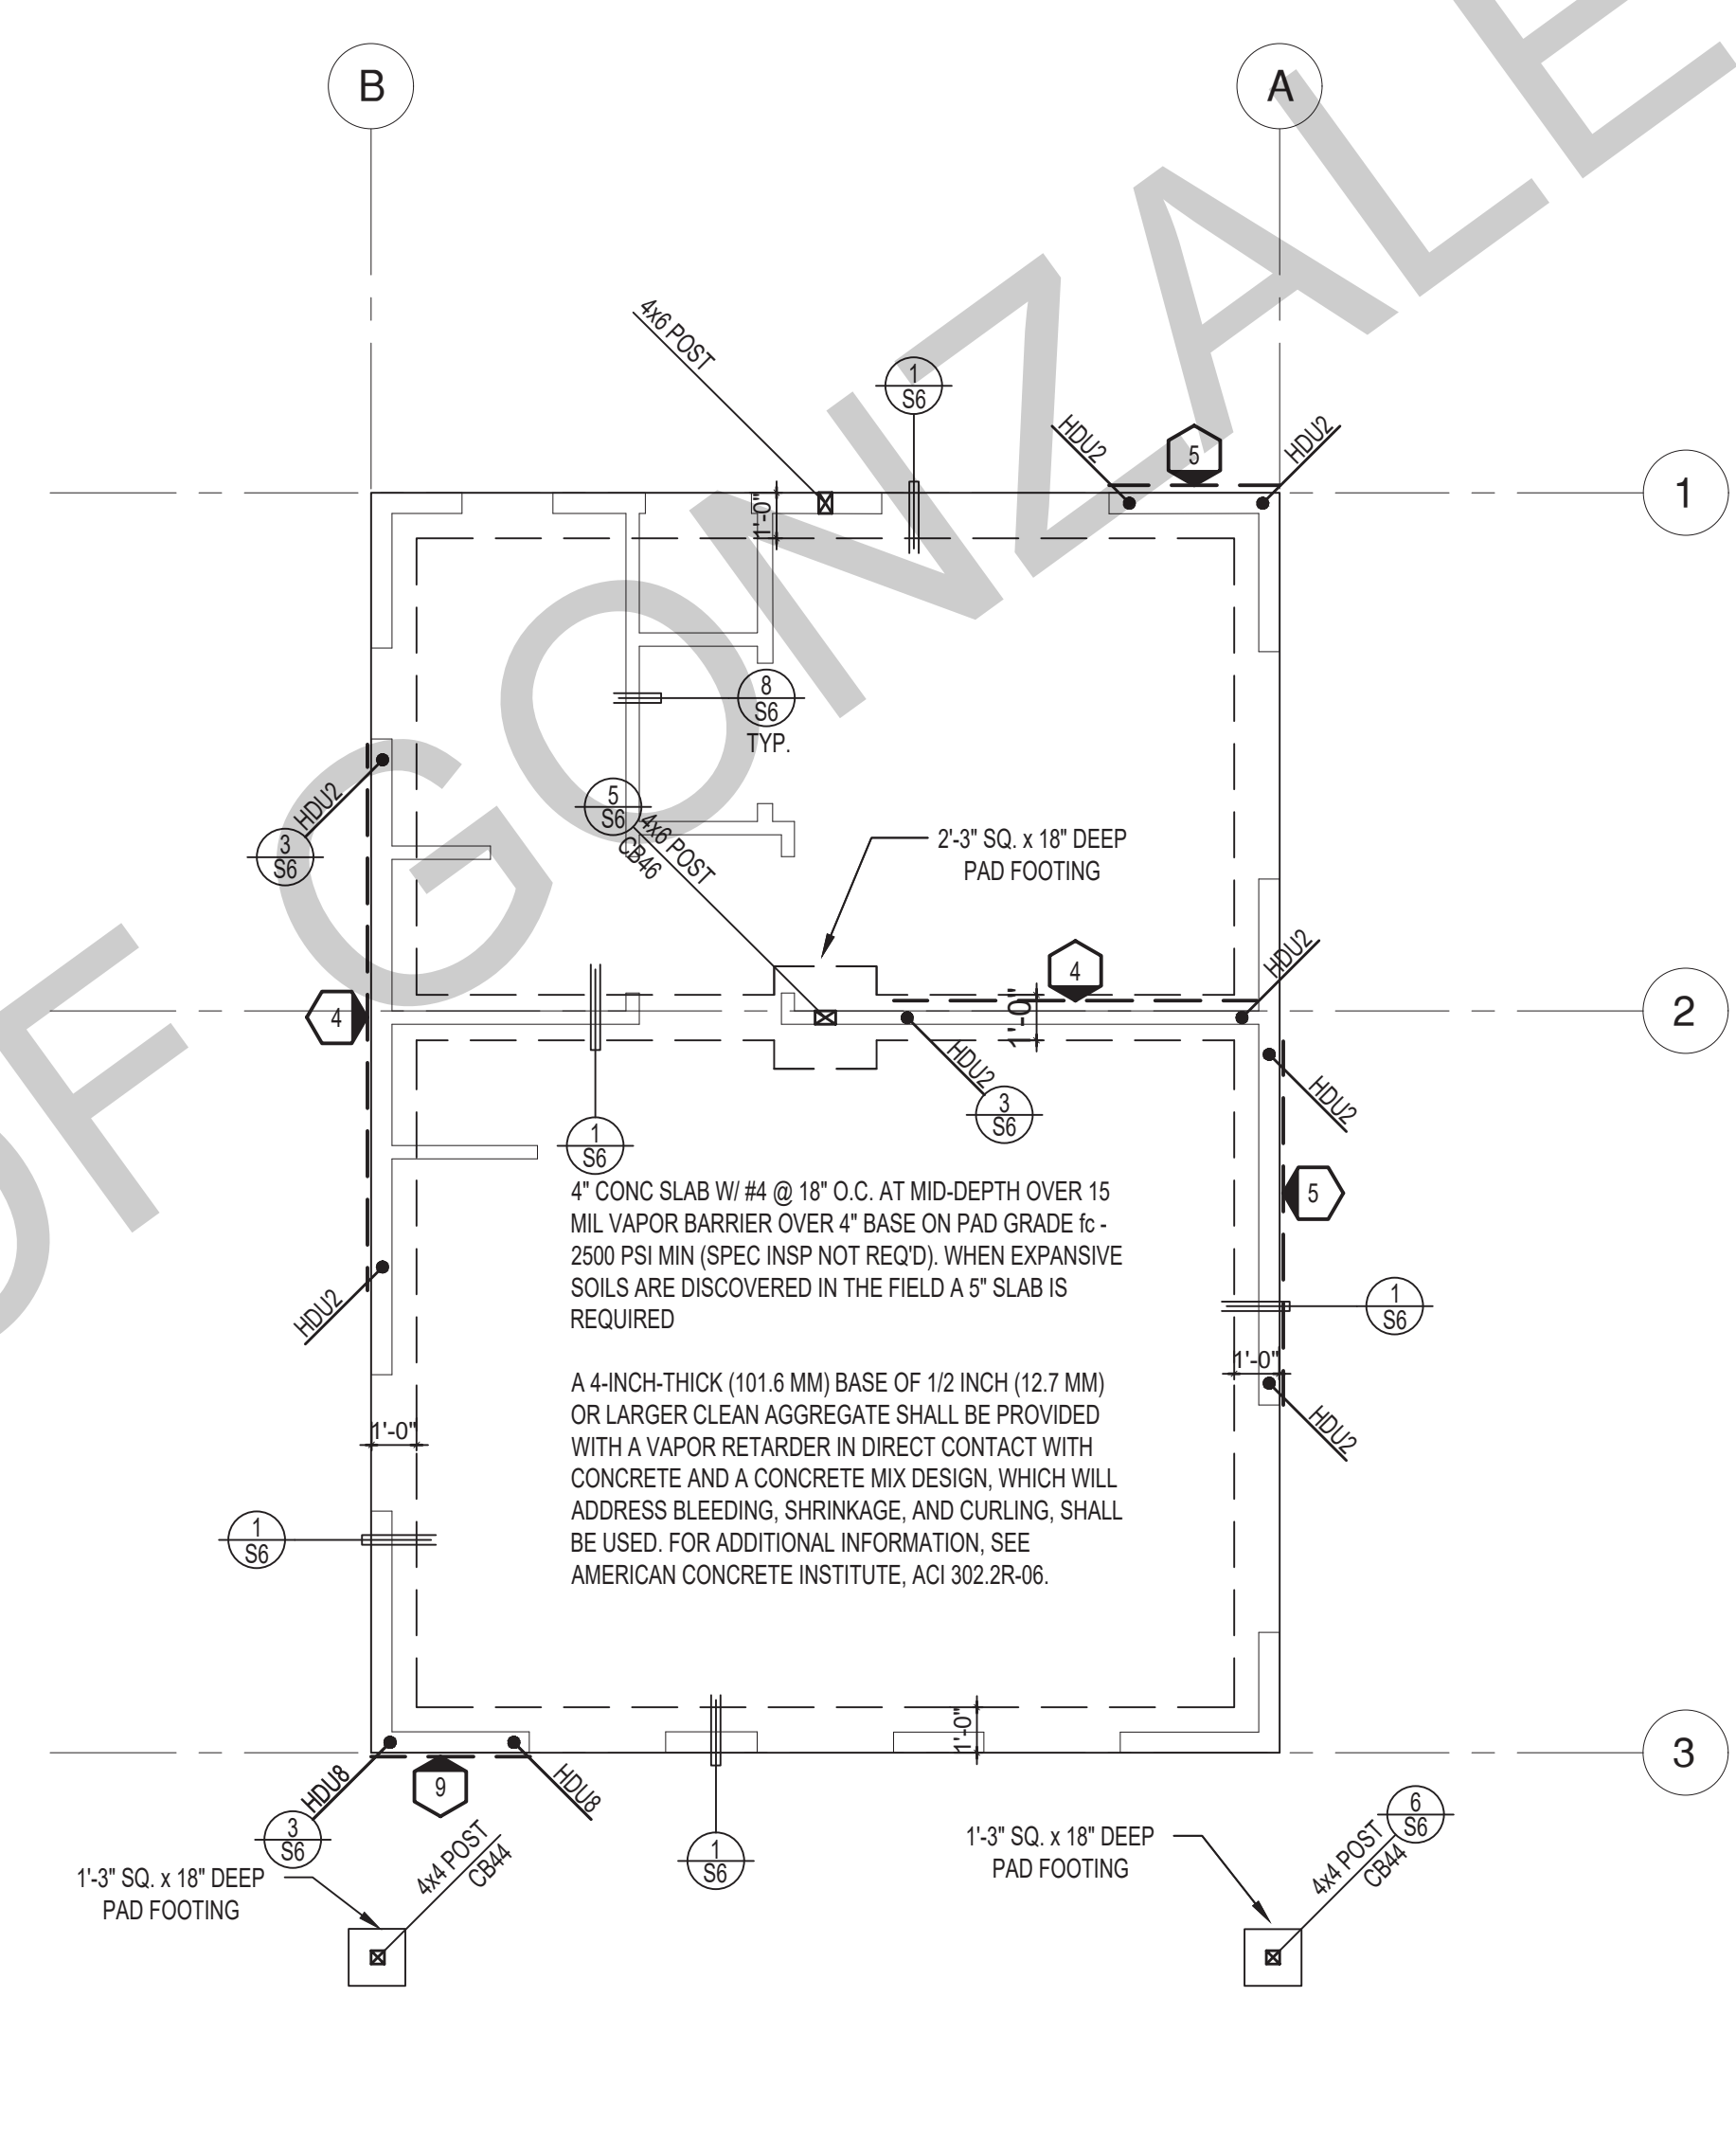 B
A
4x6 POST
1
S6
HDU2
5
HDU2
1
1'-0"
8
S6
TYP.
HDU2
3
S6
5
S6
4x6 POST
CB46
2'-3" SQ. x 18" DEEP
PAD FOOTING
HDU2
4
4
1'-0"
2
HDU2
3
S6
HDU2
1
S6
4" CONC SLAB W/ #4 @ 18" O.C. AT MID-DEPTH OVER 15
MIL VAPOR BARRIER OVER 4" BASE ON PAD GRADE fc -
2500 PSI MIN (SPEC INSP NOT REQ'D). WHEN EXPANSIVE
SOILS ARE DISCOVERED IN THE FIELD A 5" SLAB IS
REQUIRED
5
HDU2
1
S6
1'-0"
HDU2
A 4-INCH-THICK (101.6 MM) BASE OF 1/2 INCH (12.7 MM)
OR LARGER CLEAN AGGREGATE SHALL BE PROVIDED
WITH A VAPOR RETARDER IN DIRECT CONTACT WITH
CONCRETE AND A CONCRETE MIX DESIGN, WHICH WILL
ADDRESS BLEEDING, SHRINKAGE, AND CURLING, SHALL
BE USED. FOR ADDITIONAL INFORMATION, SEE
AMERICAN CONCRETE INSTITUTE, ACI 302.2R-06.
1'-0"
1
S6
1'-0"
3
HDU8
9
HDU8
3
S6
1
S6
1'-3" SQ. x 18" DEEP
PAD FOOTING
4x4 POST
CB44
1'-3" SQ. x 18" DEEP
PAD FOOTING
4x4 POST
CB44
6
S6
OF GONZALE